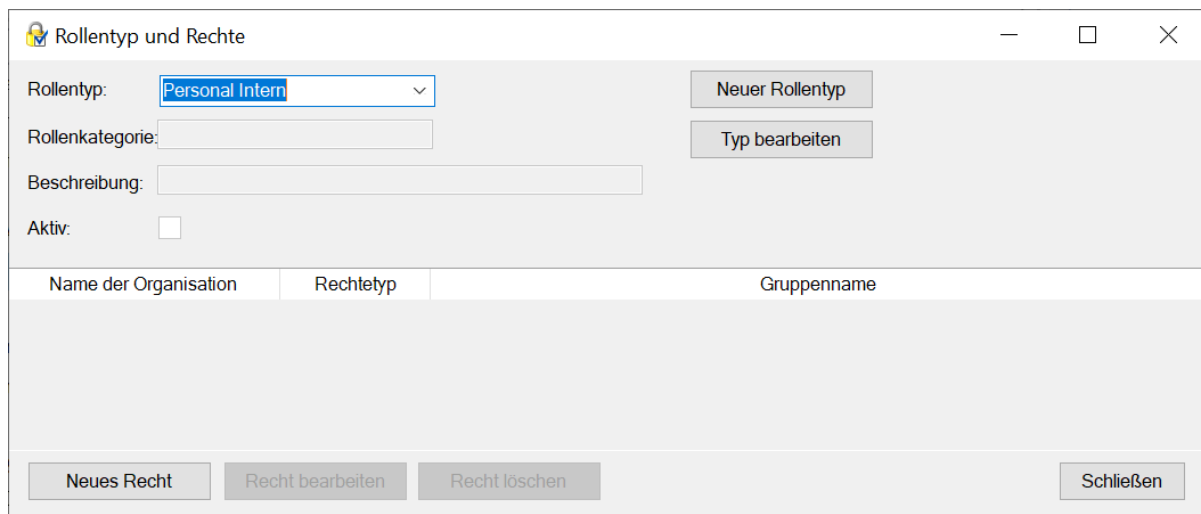 Rollentyp und Rechte
Rollentyp: Personal Intern Neuer Rollentyp
Rollenkategorie: Typ bearbeiten
Beschreibung:
Aktiv:
Name der Organisation Rechtetyp Gruppenname
Neues Recht Recht bearbeiten Recht löschen Schließen